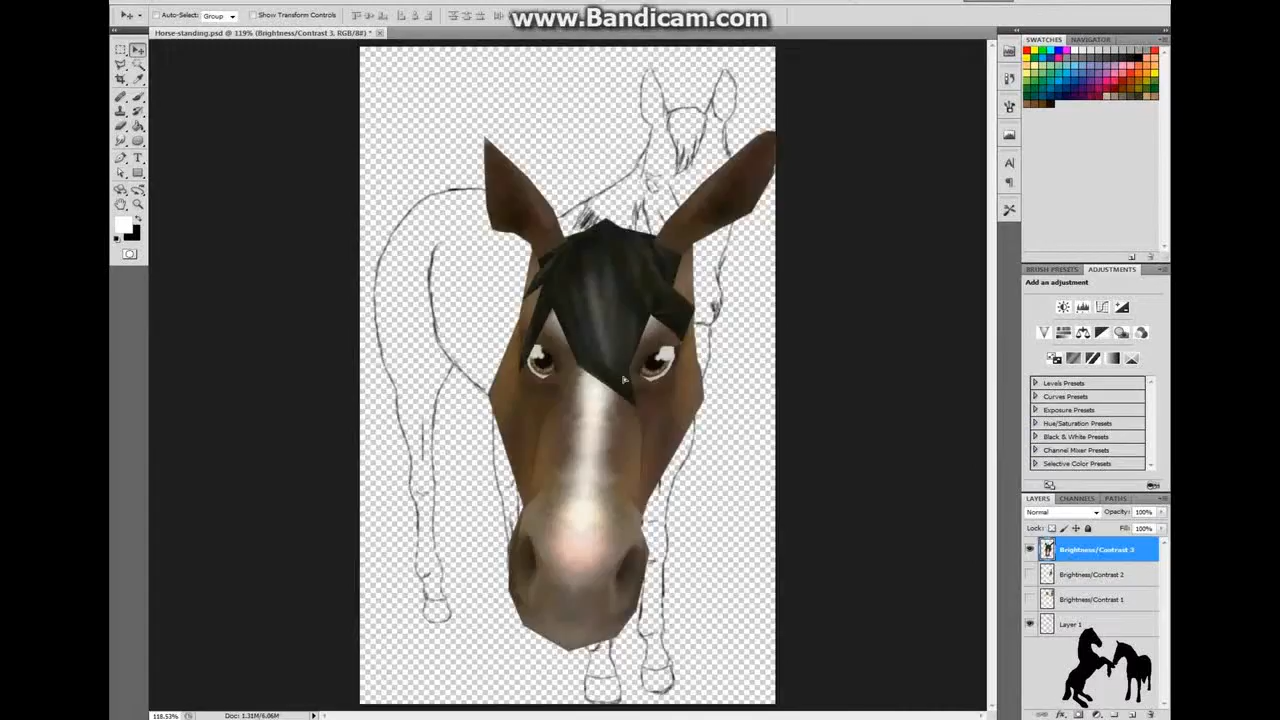 www.Bandicam.com
Auto-Select: Group Show Transform Controls
Horse-standing.psd @ 119% (Brightness/Contrast 3, RGB/8#) *
SWATCHES NAVIGATOR
BRUSH PRESETS ADJUSTMENTS
Add an adjustment
Levels Presets
Curves Presets
Exposure Presets
Hue/Saturation Presets
Black & White Presets
Channel Mixer Presets
Selective Color Presets
LAYERS CHANNELS PATHS
Normal Opacity: 100%
Lock: Fill: 100%
Brightness/Contrast 3
Brightness/Contrast 2
Brightness/Contrast 1
Layer 1
118.53% Doc: 1.31M/6.06M